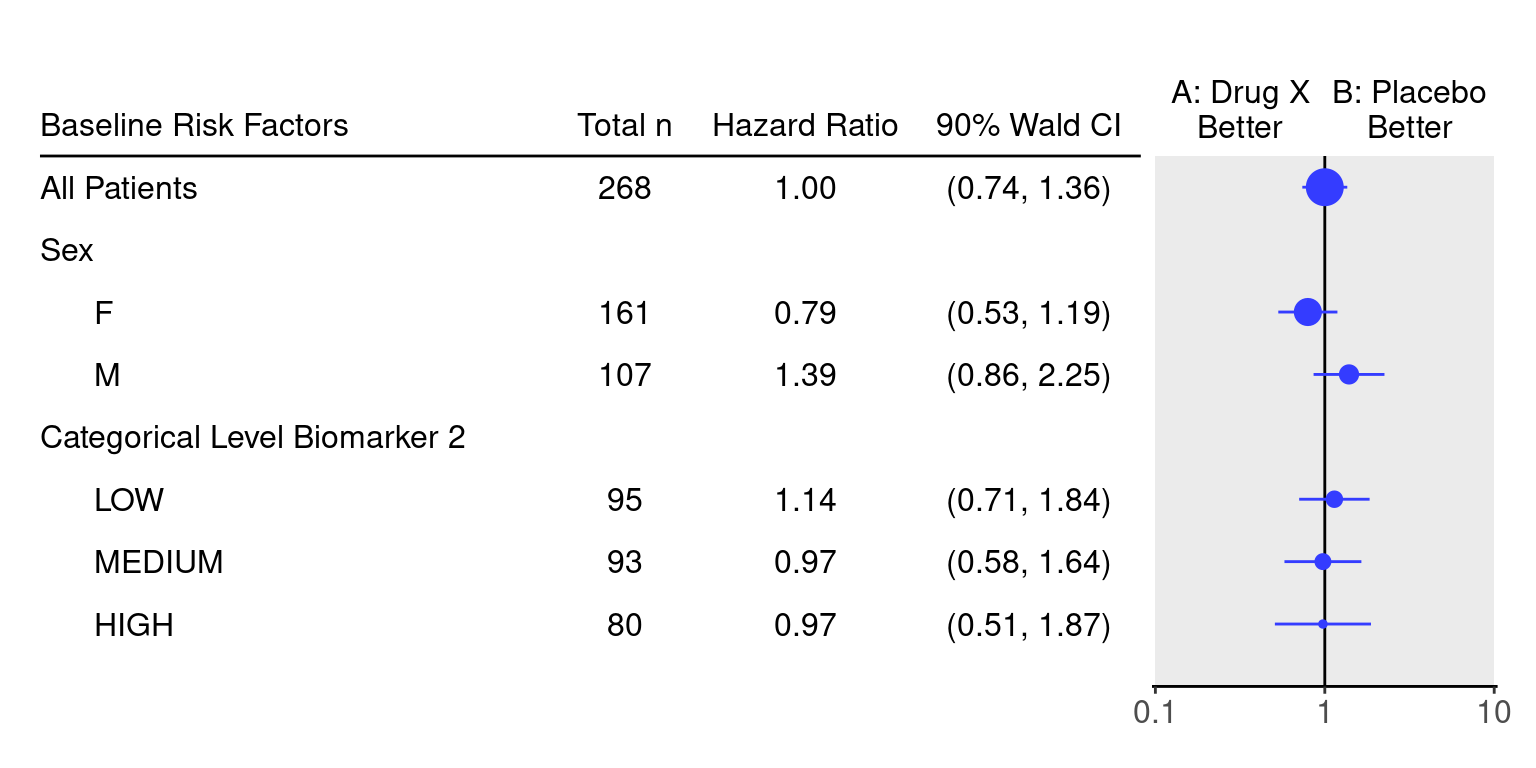 A: Drug X B: Placebo
Better Better
Baseline Risk Factors Total n Hazard Ratio 90% Wald CI
All Patients 268 1.00 (0.74, 1.36)
Sex
F 161 0.79 (0.53, 1.19)
M 107 1.39 (0.86, 2.25)
Categorical Level Biomarker 2
LOW 95 1.14 (0.71, 1.84)
MEDIUM 93 0.97 (0.58, 1.64)
HIGH 80 0.97 (0.51, 1.87)
0.1 1 10